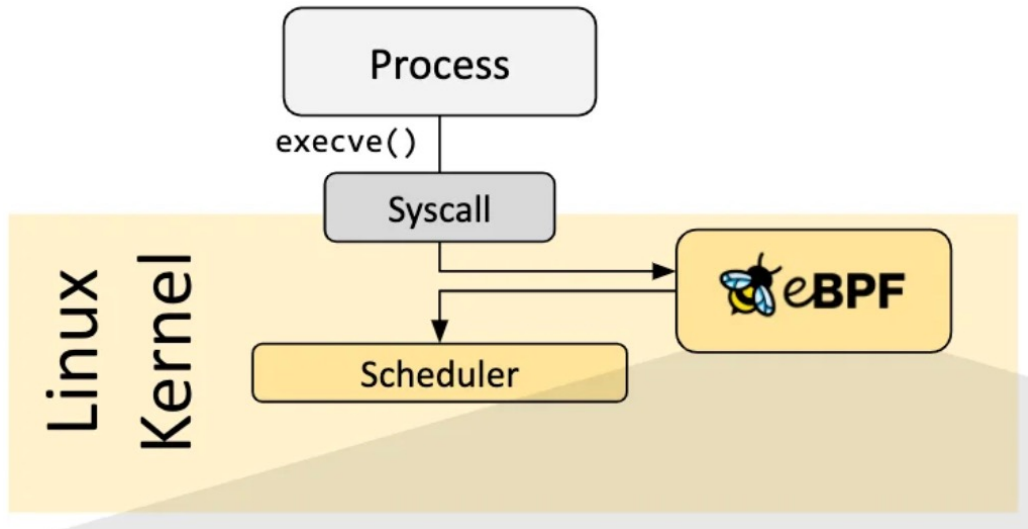 Process
execve()
Syscall
eBPF
Scheduler
Linux
Kernel